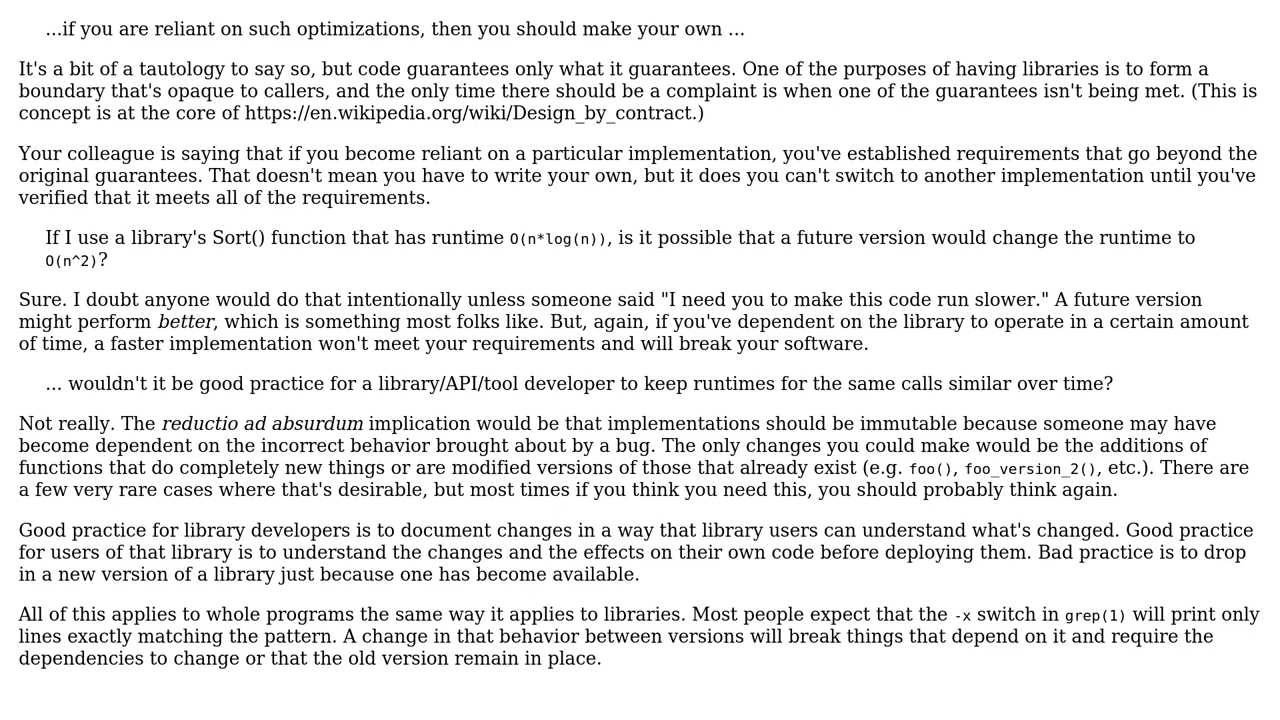 ...if you are reliant on such optimizations, then you should make your own ...
It's a bit of a tautology to say so, but code guarantees only what it guarantees. One of the purposes of having libraries is to form a
boundary that's opaque to callers, and the only time there should be a complaint is when one of the guarantees isn't being met. (This is
concept is at the core of https://en.wikipedia.org/wiki/Design_by_contract.)
Your colleague is saying that if you become reliant on a particular implementation, you've established requirements that go beyond the
original guarantees. That doesn't mean you have to write your own, but it does you can't switch to another implementation until you've
verified that it meets all of the requirements.
If I use a library's Sort() function that has runtime O(n*log(n)), is it possible that a future version would change the runtime to
O(n^2)?
Sure. I doubt anyone would do that intentionally unless someone said "I need you to make this code run slower." A future version
might perform better, which is something most folks like. But, again, if you've dependent on the library to operate in a certain amount
of time, a faster implementation won't meet your requirements and will break your software.
... wouldn't it be good practice for a library/API/tool developer to keep runtimes for the same calls similar over time?
Not really. The reductio ad absurdum implication would be that implementations should be immutable because someone may have
become dependent on the incorrect behavior brought about by a bug. The only changes you could make would be the additions of
functions that do completely new things or are modified versions of those that already exist (e.g. foo(), foo_version_2(), etc.). There are
a few very rare cases where that's desirable, but most times if you think you need this, you should probably think again.
Good practice for library developers is to document changes in a way that library users can understand what's changed. Good practice
for users of that library is to understand the changes and the effects on their own code before deploying them. Bad practice is to drop
in a new version of a library just because one has become available.
All of this applies to whole programs the same way it applies to libraries. Most people expect that the -x switch in grep(1) will print only
lines exactly matching the pattern. A change in that behavior between versions will break things that depend on it and require the
dependencies to change or that the old version remain in place.